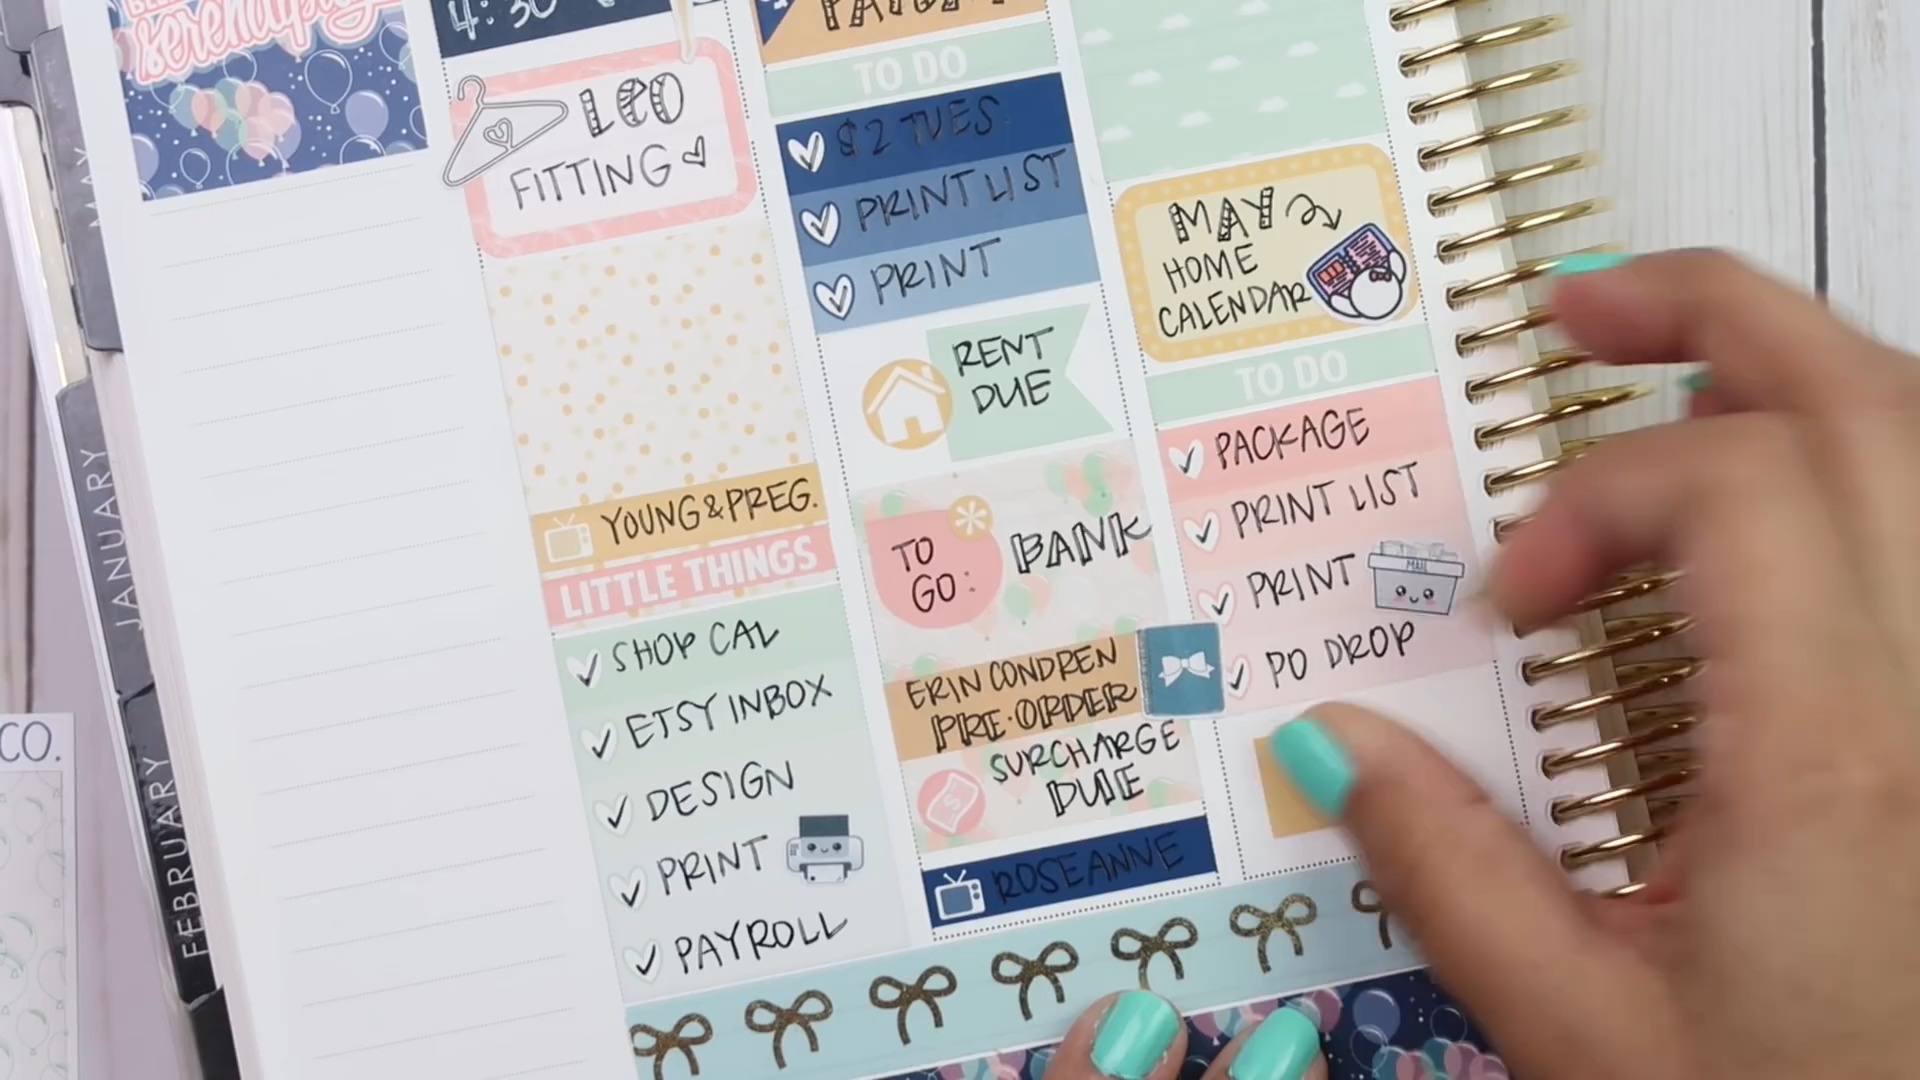 serendipity
MAY
JANUARY
FEBRUARY
CO.
4:30
LEO
FITTING
YOUNG & PREG.
LITTLE THINGS
SHOP CAL
ETSY INBOX
DESIGN
PRINT
PAYROLL
TO DO
$2 TUES
PRINT LIST
PRINT
RENT
DUE
TO
GO:
BANK
ERIN CONDREN
PRE-ORDER
SURCHARGE
DUE
ROSEANNE
MAY
HOME
CALENDAR
TO DO
PACKAGE
PRINT LIST
PRINT
MAIL
PO DROP